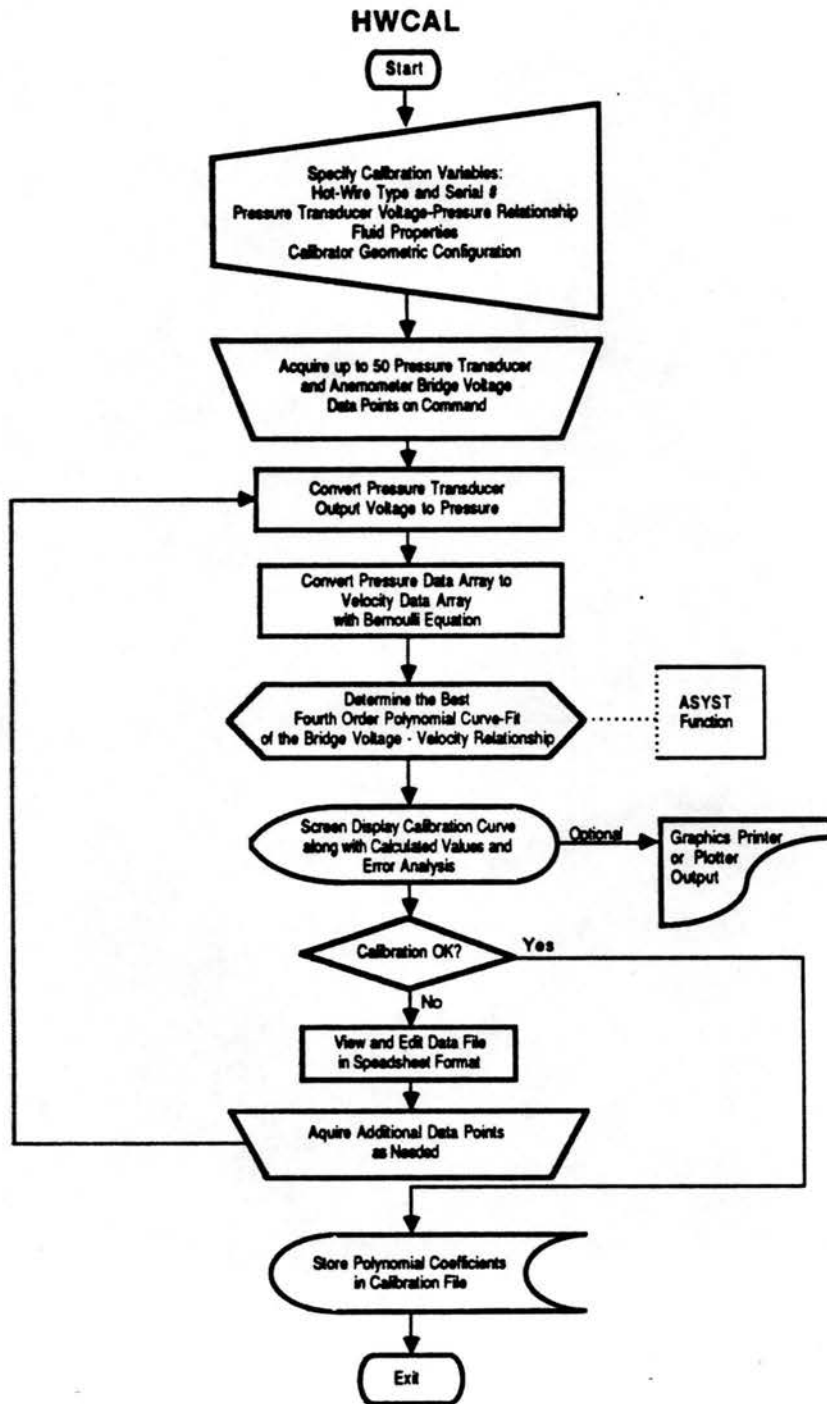 HWCAL
Start
Specify Calibration Variables:
Hot-Wire Type and Serial #
Pressure Transducer Voltage-Pressure Relationship
Fluid Properties
Calibrator Geometric Configuration
Acquire up to 50 Pressure Transducer
and Anemometer Bridge Voltage
Data Points on Command
Convert Pressure Transducer
Output Voltage to Pressure
Convert Pressure Data Array to
Velocity Data Array
with Bernoulli Equation
Determine the Best
Fourth Order Polynomial Curve-Fit
of the Bridge Voltage - Velocity Relationship
ASYST
Function
Screen Display Calibration Curve
along with Calculated Values and
Error Analysis
Optional
Graphics Printer
or Plotter
Output
Calibration OK?
Yes
No
View and Edit Data File
in Speadsheet Format
Aquire Additional Data Points
as Needed
Store Polynomial Coefficients
in Calibration File
Exit